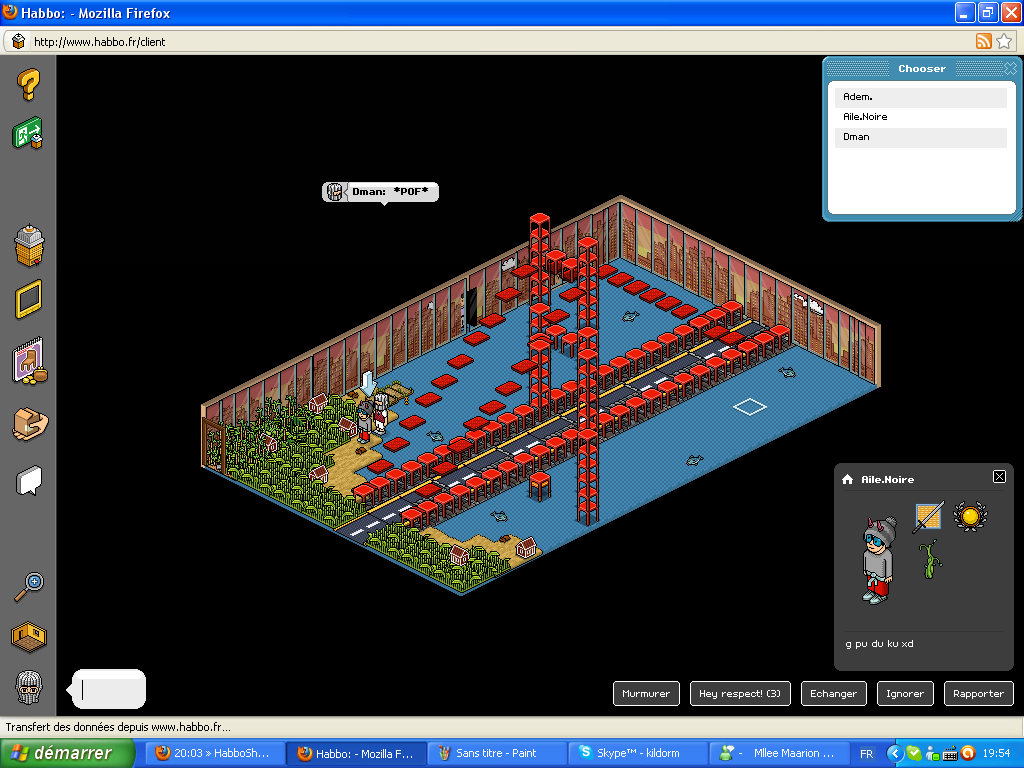 Habbo: - Mozilla Firefox
http://www.habbo.fr/client
Chooser
Adem.
Aile.Noire
Dman
Dman: *POF*
Aile.Noire
g pu du ku xd
Murmurer
Hey respect! (3)
Echanger
Ignorer
Rapporter
Transfert des données depuis www.habbo.fr...
démarrer
20:03 » HabboSh...
Habbo: - Mozilla F...
Sans titre - Paint
Skype™ - kildorm
- Mllee Maarion ...
FR
19:54